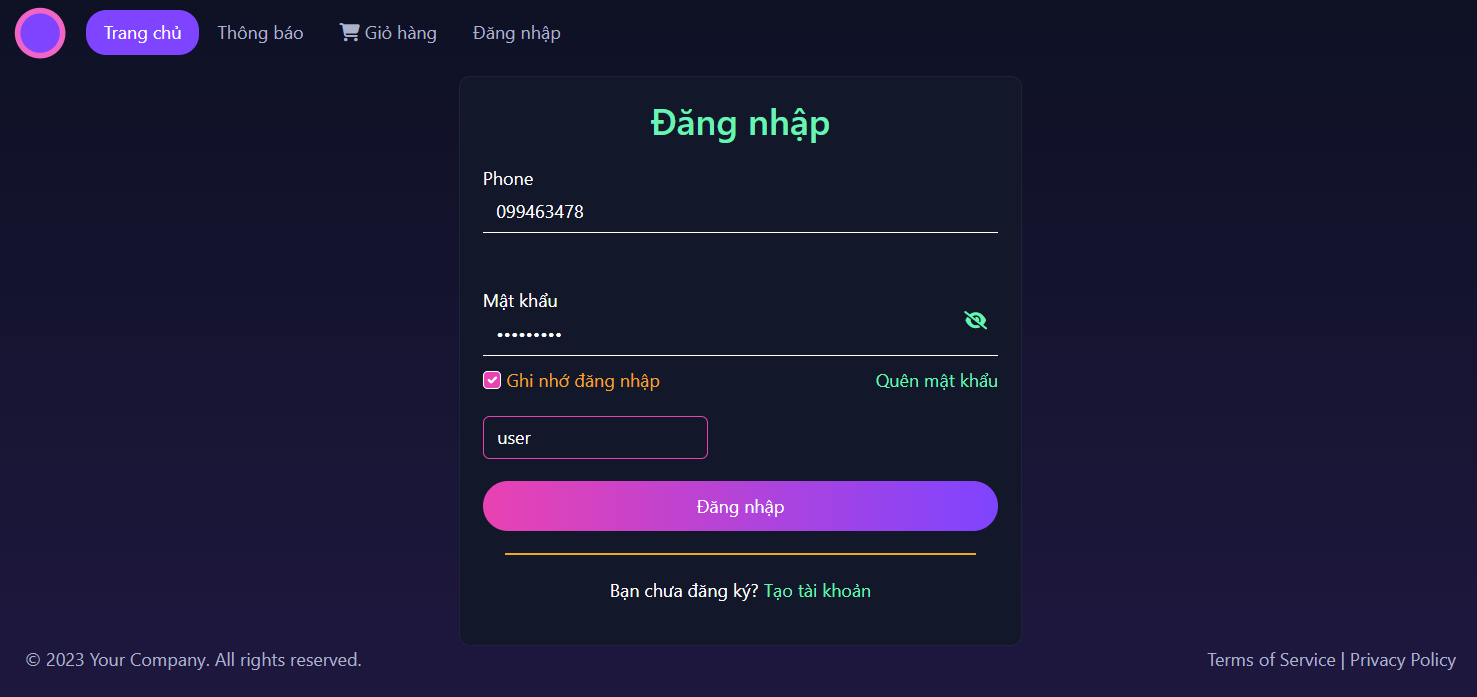 Trang chủ Thông báo Giỏ hàng Đăng nhập
Đăng nhập
Phone
099463478
Mật khẩu
•••••••••
Ghi nhớ đăng nhập Quên mật khẩu
user
Đăng nhập
Bạn chưa đăng ký? Tạo tài khoản
© 2023 Your Company. All rights reserved. Terms of Service | Privacy Policy